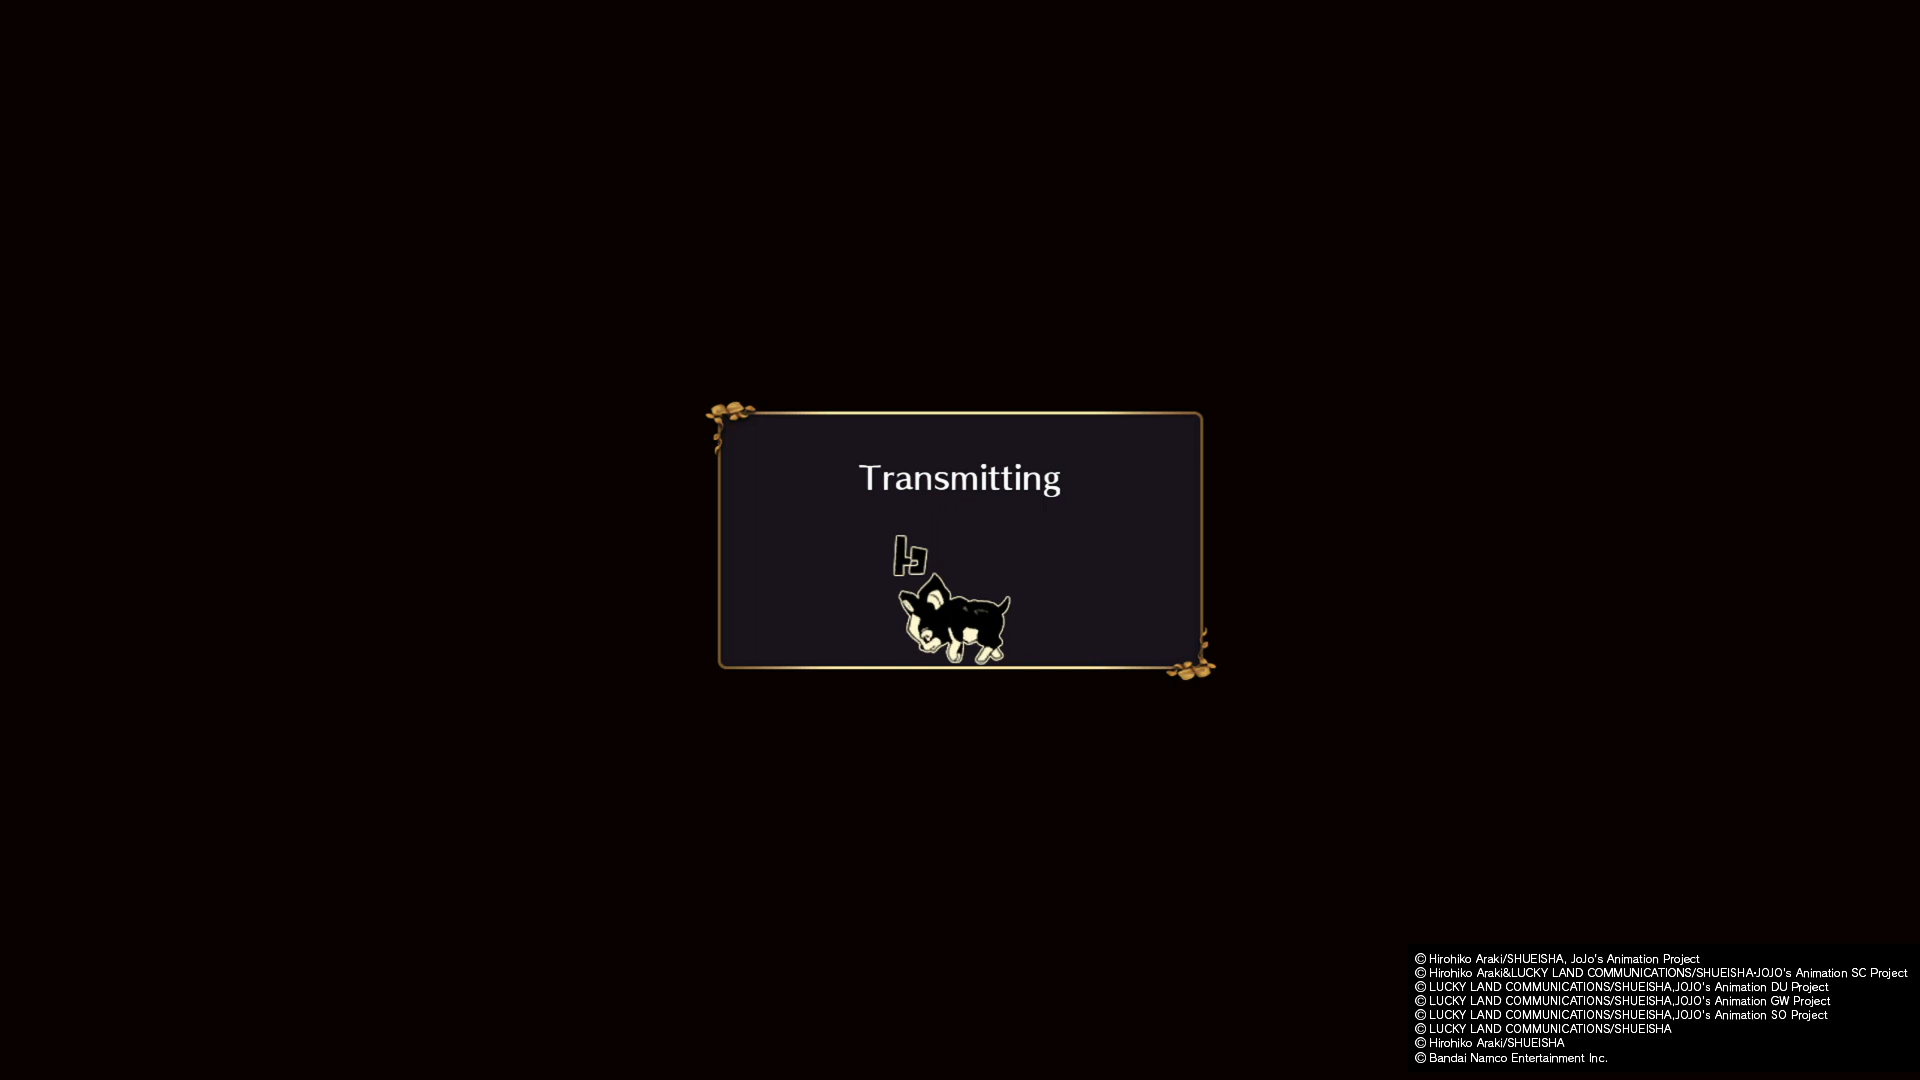 Transmitting
トコ
© Hirohiko Araki/SHUEISHA, JoJo's Animation Project
© Hirohiko Araki&LUCKY LAND COMMUNICATIONS/SHUEISHA·JOJO's Animation SC Project
© LUCKY LAND COMMUNICATIONS/SHUEISHA,JOJO's Animation DU Project
© LUCKY LAND COMMUNICATIONS/SHUEISHA,JOJO's Animation GW Project
© LUCKY LAND COMMUNICATIONS/SHUEISHA,JOJO's Animation SO Project
© LUCKY LAND COMMUNICATIONS/SHUEISHA
© Hirohiko Araki/SHUEISHA
© Bandai Namco Entertainment Inc.